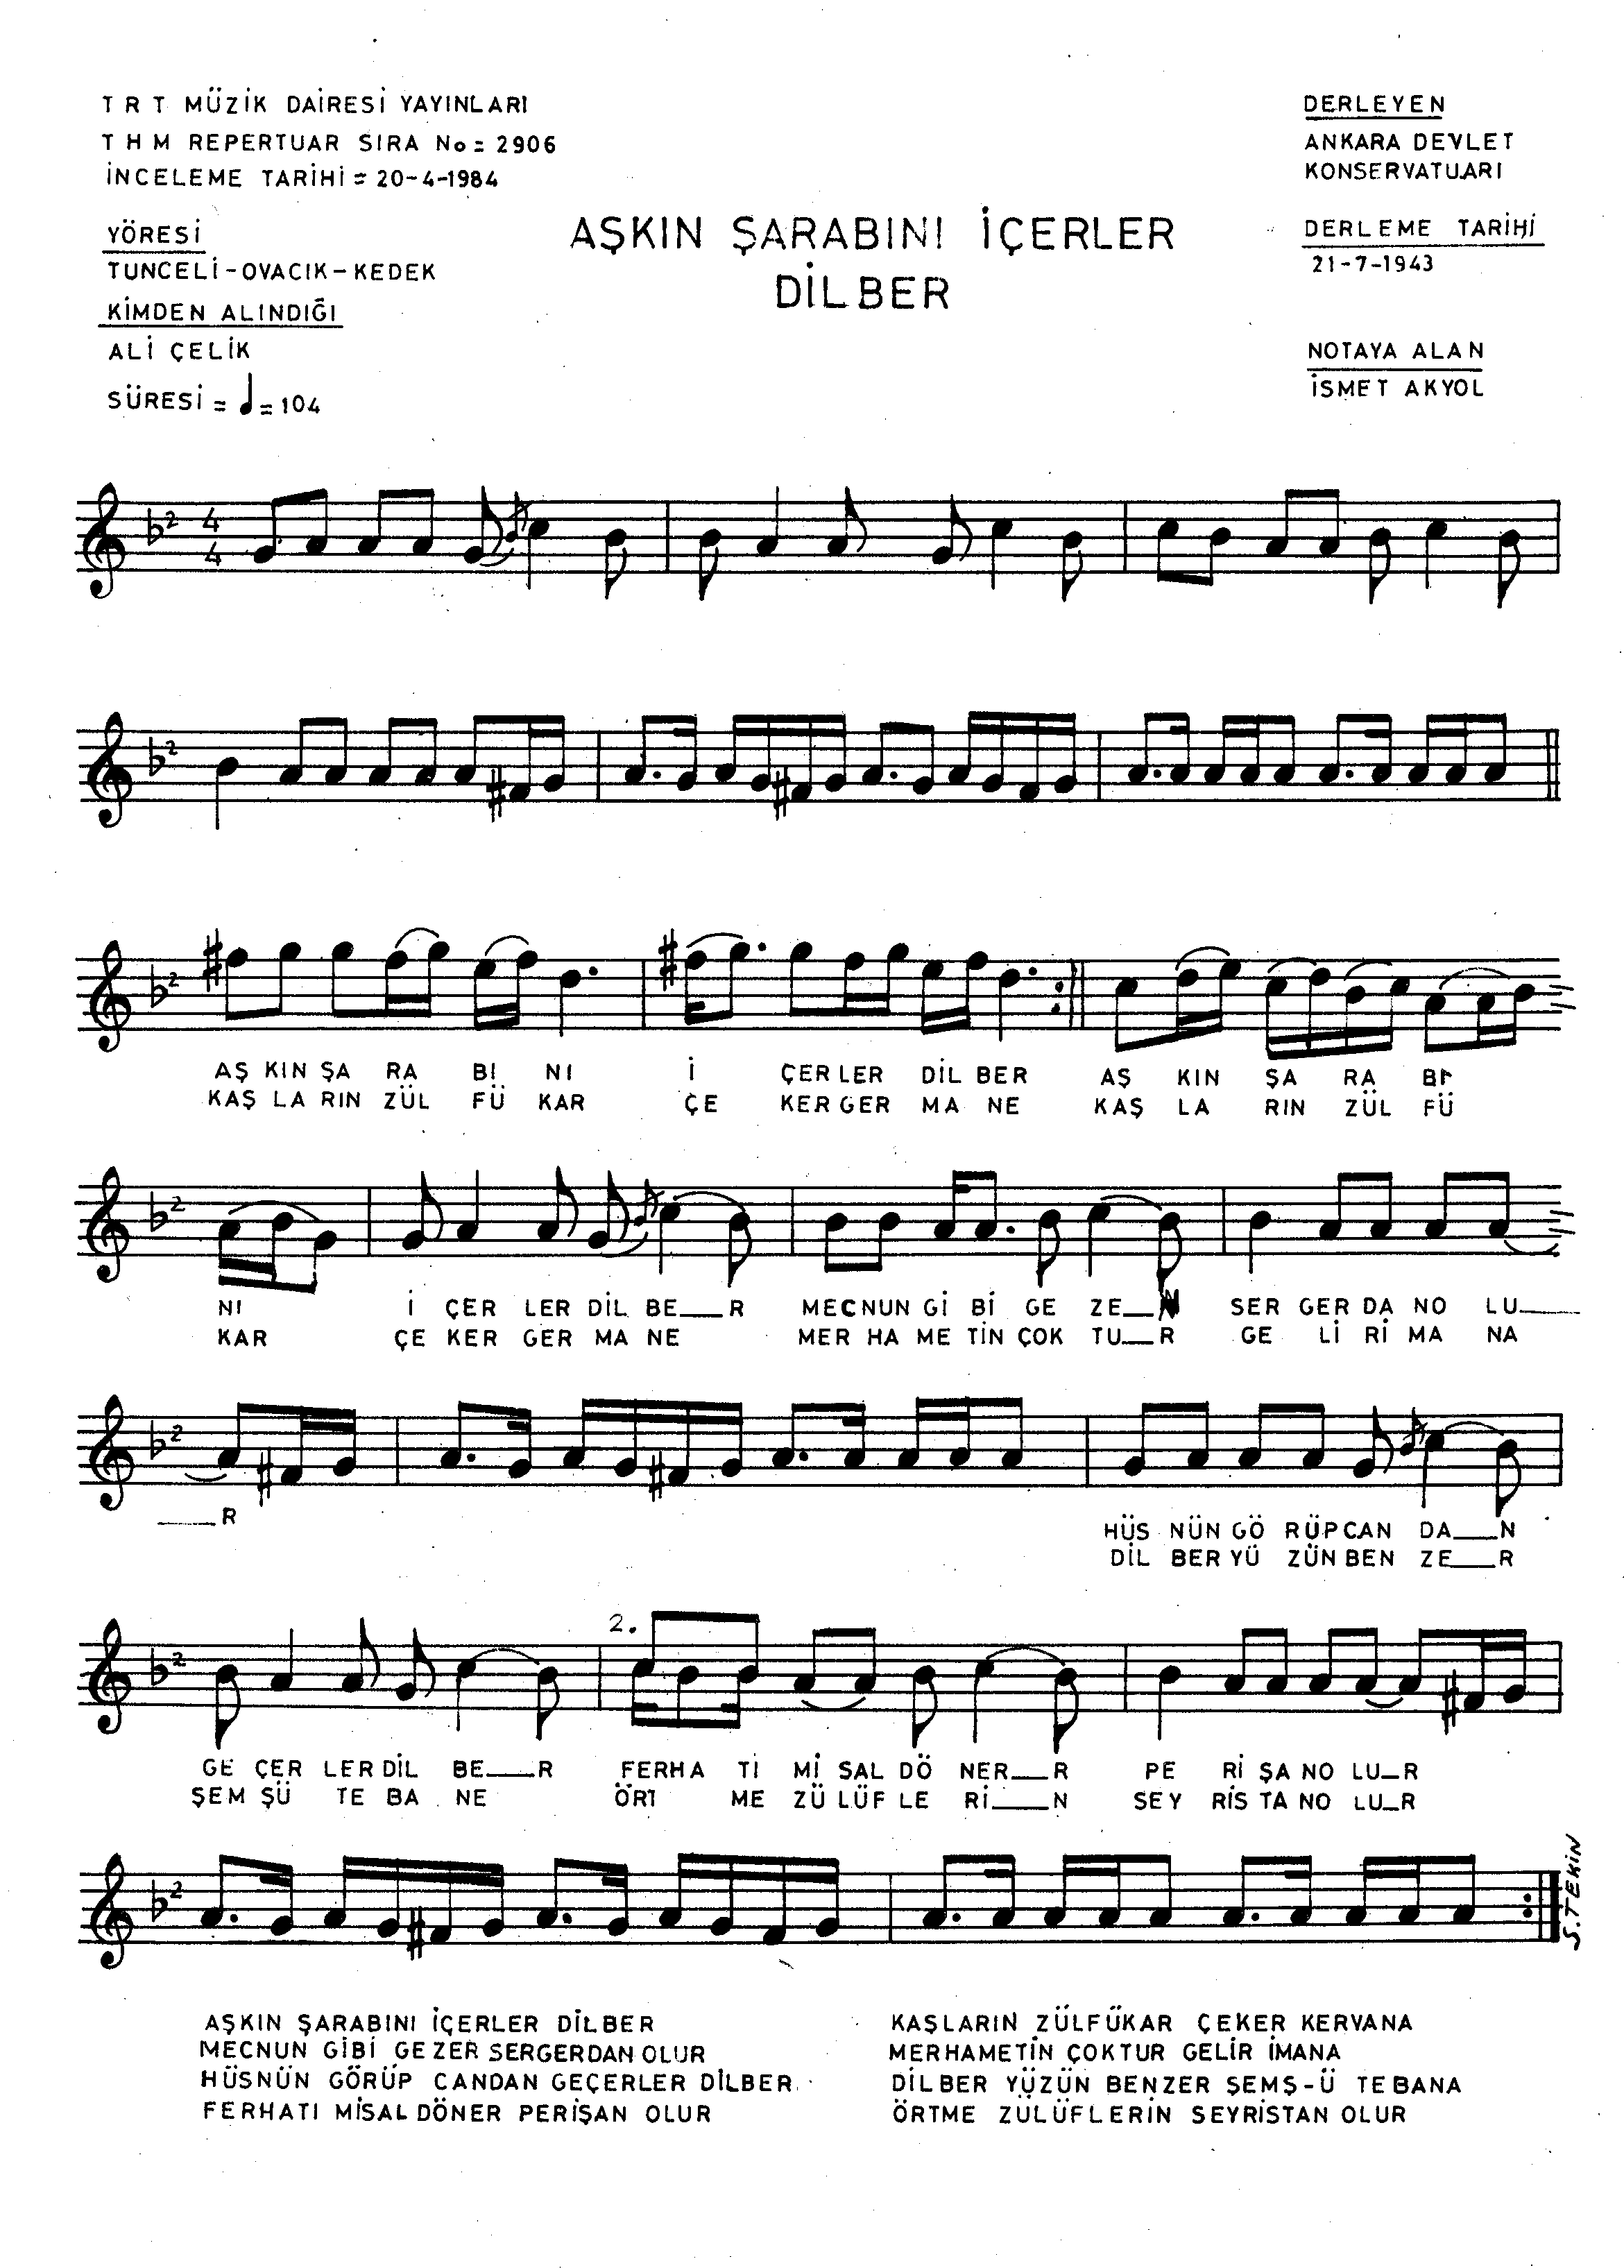 TRT MÜZİK DAİRESİ YAYINLARI
THM REPERTUAR SIRA No = 2906
İNCELEME TARİHİ = 20-4-1984
DERLEYEN
ANKARA DEVLET
KONSERVATUARI
YÖRESİ
TUNCELİ-OVACIK-KEDEK
KİMDEN ALINDIĞI
ALİ ÇELİK
SÜRESİ = ♩ = 104
AŞKIN ŞARABINI İÇERLER
DİLBER
DERLEME TARİHİ
21-7-1943
NOTAYA ALAN
İSMET AKYOL
AŞ KIN ŞA RA BI NI İ ÇER LER DİL BER AŞ KIN ŞA RA BI
KAŞ LA RIN ZÜL FÜ KAR ÇE KER GER MA NE KAŞ LA RIN ZÜL FÜ
NI İ ÇER LER DİL BE__R MECNUN Gİ Bİ GE ZE__N SER GER DA NO LU__
KAR ÇE KER GER MA NE MER HA ME TİN ÇOK TU__R GE Lİ Rİ MA NA
__R
HÜS NÜN GÖ RÜP CAN DA__N
DİL BER YÜ ZÜN BEN ZE__R
2.
GE ÇER LER DİL BE__R FERHA TI Mİ SAL DÖ NER__R PE Rİ ŞA NO LU_R
ŞEM ŞÜ TE BA NE ÖRT ME ZÜ LÜF LE Rİ__N SEY RİS TA NO LU_R
S.TEKİN
AŞKIN ŞARABINI İÇERLER DİLBER
MECNUN GİBİ GEZER SERGERDAN OLUR
HÜSNÜN GÖRÜP CANDAN GEÇERLER DİLBER
FERHATI MİSAL DÖNER PERİŞAN OLUR
KAŞLARIN ZÜLFÜKAR ÇEKER KERVANA
MERHAMETİN ÇOKTUR GELİR İMANA
DİLBER YÜZÜN BENZER ŞEMŞ-Ü TEBANA
ÖRTME ZÜLÜFLERİN SEYRİSTAN OLUR